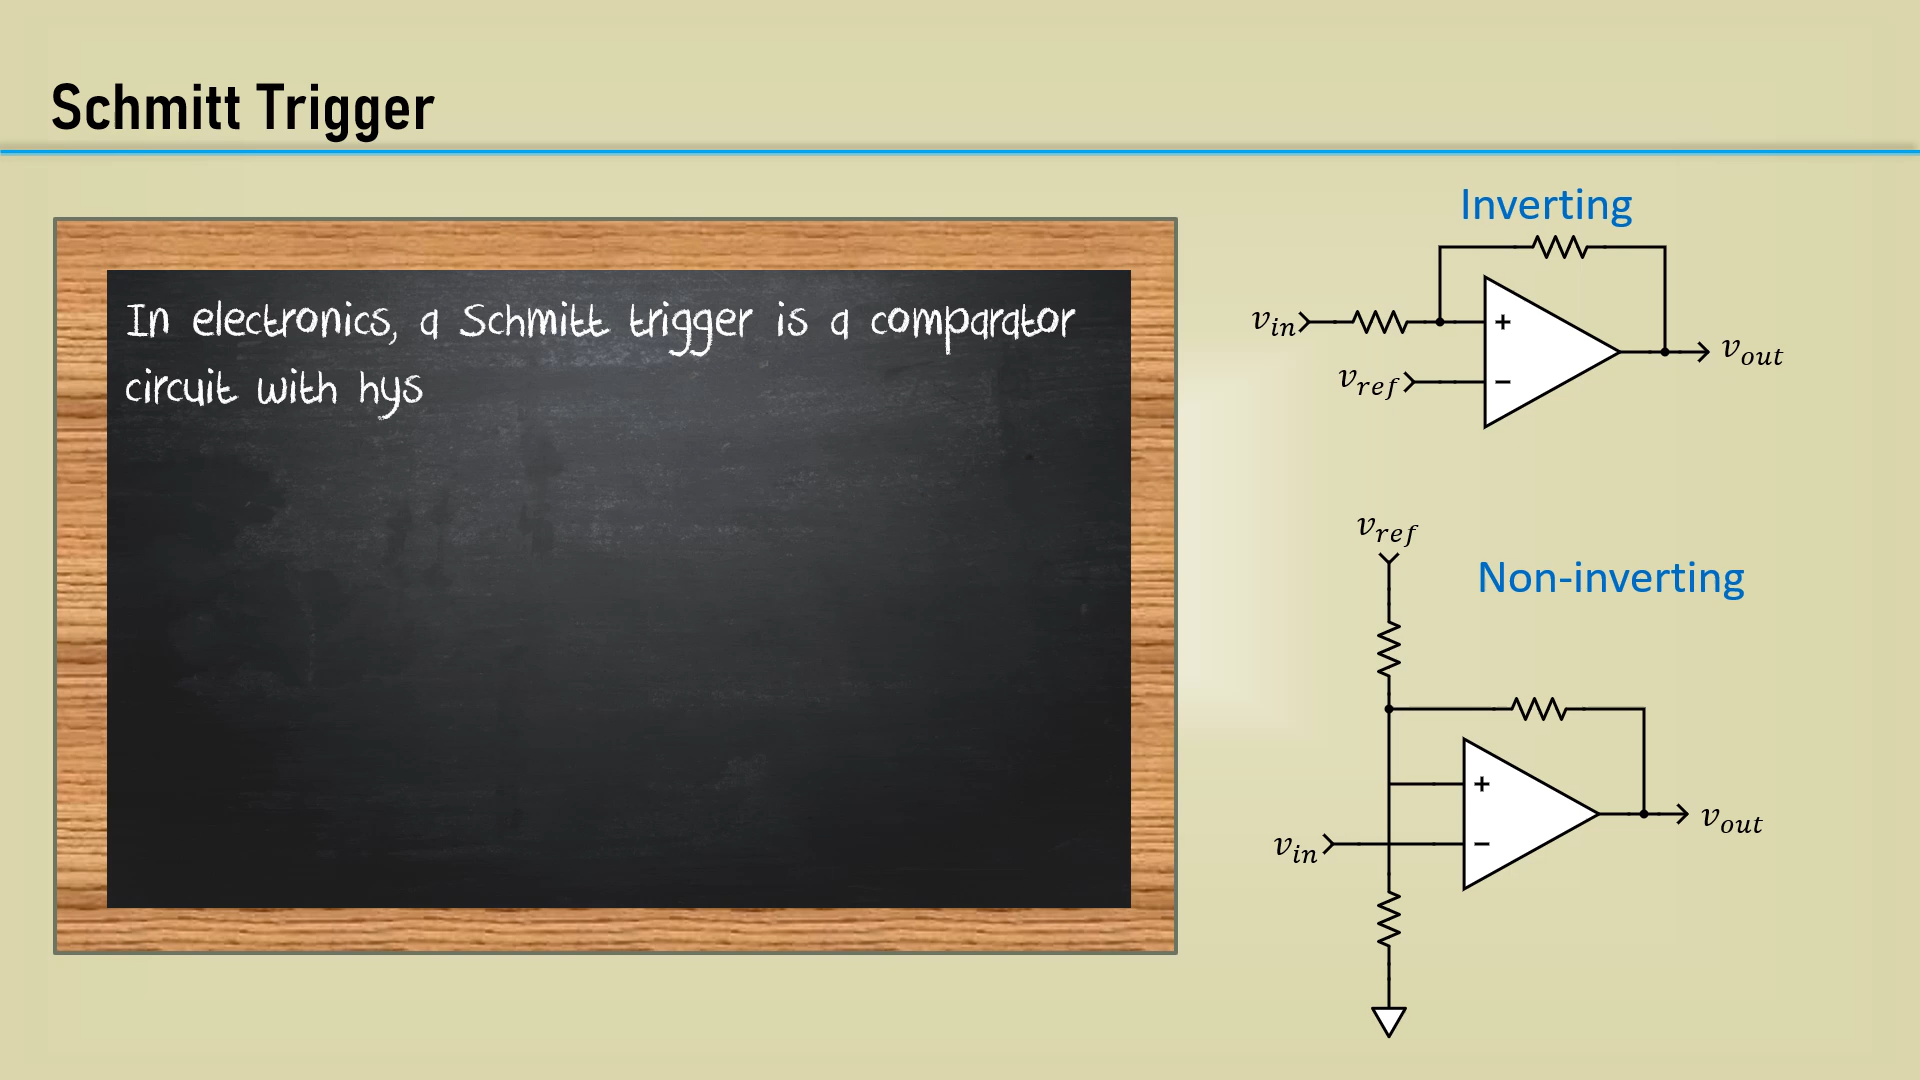 Schmitt Trigger
In electronics, a Schmitt trigger is a comparator
circuit with hys
Inverting
v_in
+
v_ref
−
v_out
v_ref
Non-inverting
+
v_in
−
v_out